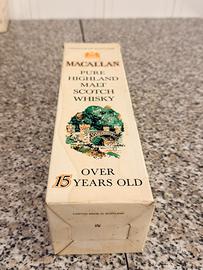 MACALLAN
PURE
HIGHLAND
MALT
SCOTCH
WHISKY
OVER
15 YEARS OLD